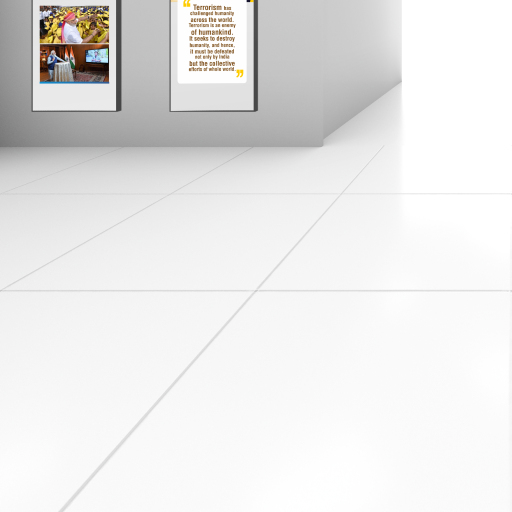 “
Terrorism has
challenged humanity
across the world.
Terrorism is an enemy
of humankind.
It seeks to destroy
humanity, and hence,
it must be defeated
not only by India
but the collective
efforts of whole world
”